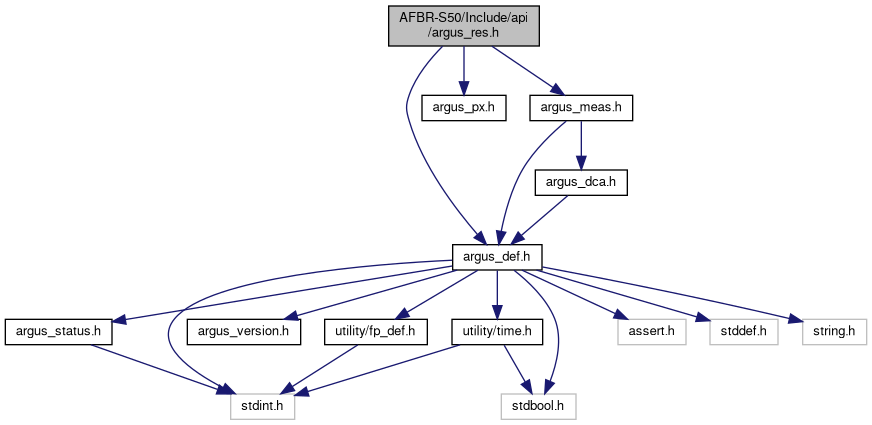 AFBR-S50/Include/api
/argus_res.h
argus_px.h
argus_meas.h
argus_dca.h
argus_def.h
argus_status.h
argus_version.h
utility/fp_def.h
utility/time.h
assert.h
stddef.h
string.h
stdint.h
stdbool.h